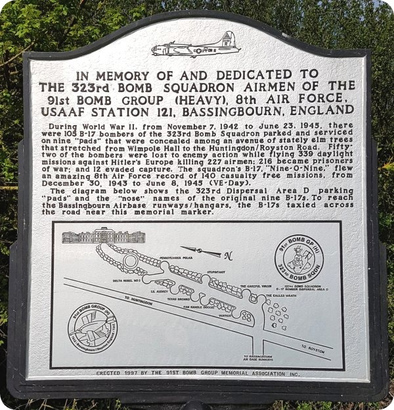 IN MEMORY OF AND DEDICATED TO
THE 323rd BOMB SQUADRON AIRMEN OF THE
91st BOMB GROUP (HEAVY), 8th AIR FORCE,
USAAF STATION 121, BASSINGBOURN, ENGLAND
During World War II, from November 7, 1942 to June 23, 1945, there
were 105 B-17 bombers of the 323rd Bomb Squadron parked and serviced
on nine "pads" that were concealed among an avenue of stately elm trees
that stretched from Wimpole Hall to the Huntingdon/Royston Road. Fifty-
two of the bombers were lost to enemy action while flying 339 daylight
missions against Hitler's Europe killing 227 airmen; 216 became prisoners
of war; and 12 evaded capture. The squadron's B-17, "Nine-O-Nine," flew
an amazing 8th Air Force record of 140 casualty free missions, from
December 30, 1943 to June 8, 1945 (VE-Day).
The diagram below shows the 323rd Dispersal Area D parking
"pads" and the "nose" names of the original nine B-17s. To reach
the Bassingbourn Airbase runways/hangars, the B-17s taxied across
the road near this memorial marker.
N
TO HUNTINGDON
TO ROYSTON
ERECTED 1997 BY THE 91ST BOMB GROUP MEMORIAL ASSOCIATION INC.